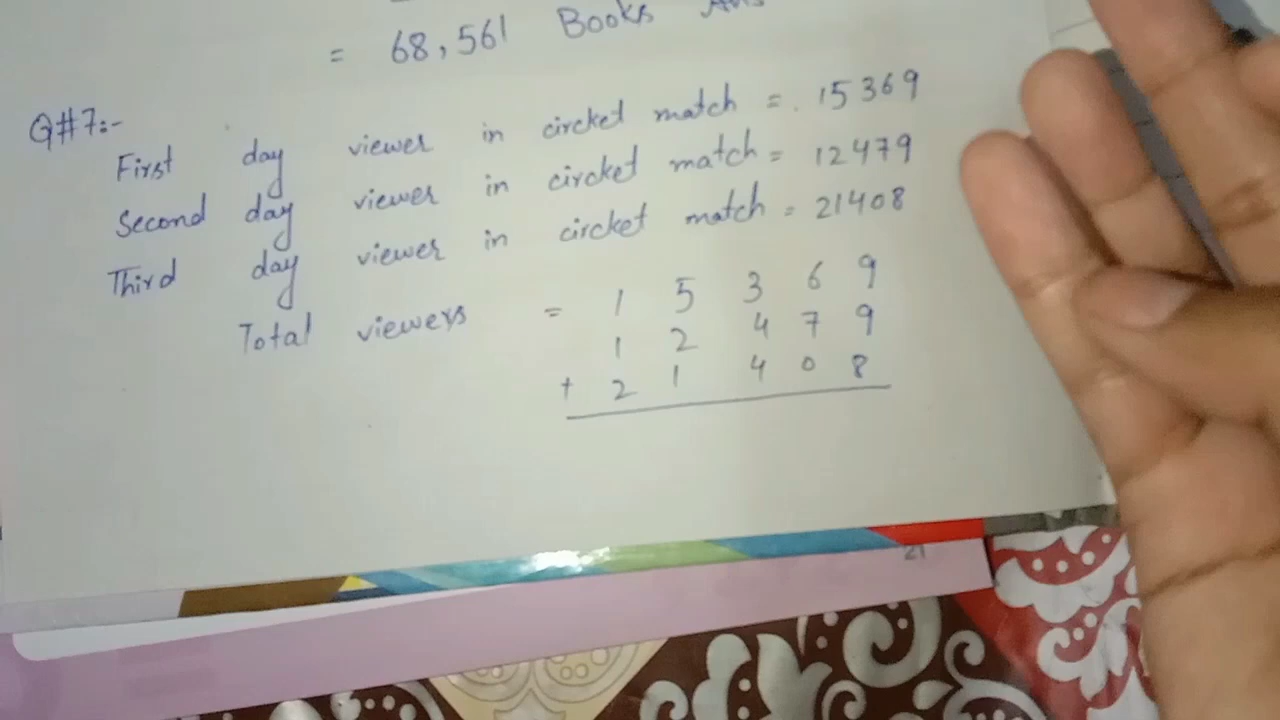 = 68,561 Books Ans
Q#7:-
First day viewer in circket match = 15369
Second day viewer in circket match = 12479
Third day viewer in circket match = 21408
Total viewers = 1 5 3 6 9
1 2 4 7 9
+ 2 1 4 0 8
21